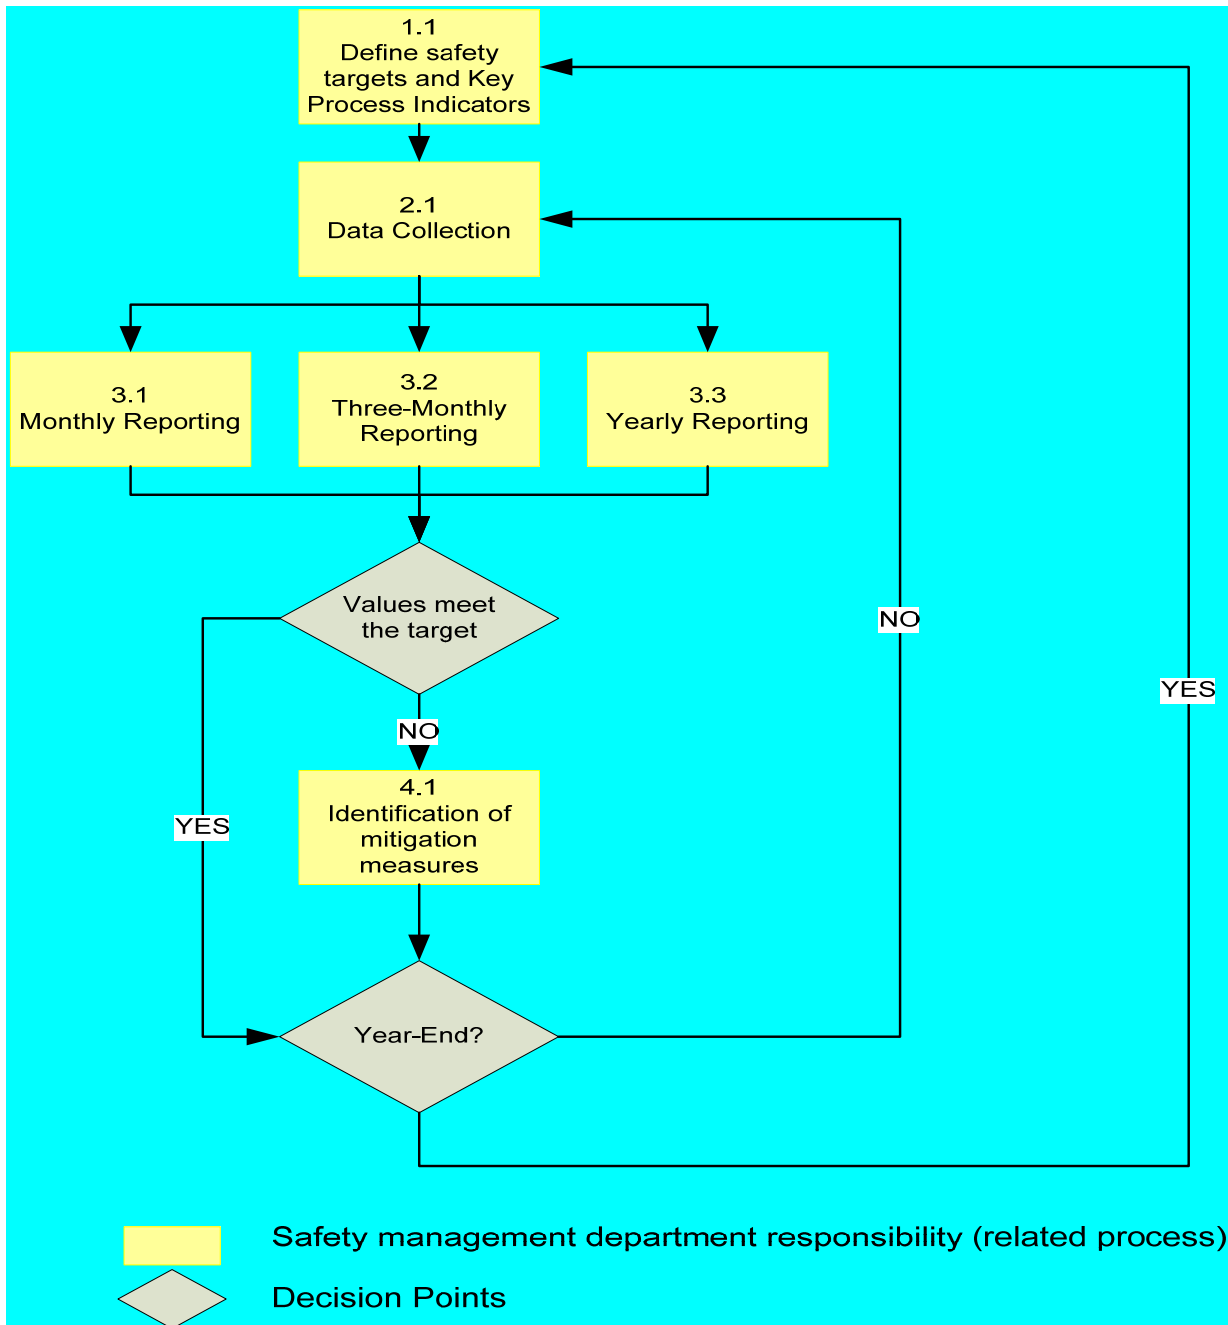 1.1
Define safety
targets and Key
Process Indicators
2.1
Data Collection
3.1
Monthly Reporting
3.2
Three-Monthly
Reporting
3.3
Yearly Reporting
Values meet
the target
NO
YES
NO
YES
4.1
Identification of
mitigation
measures
Year-End?
Safety management department responsibility (related process)
Decision Points